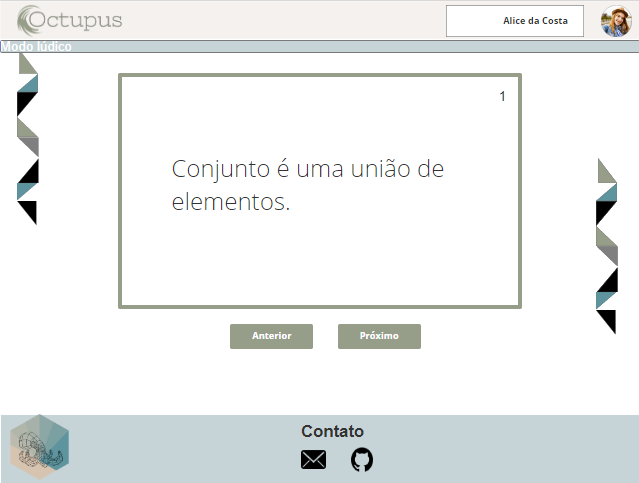 Octupus
Alice da Costa
Modo lúdico
1
Conjunto é uma união de
elementos.
Anterior
Próximo
Contato